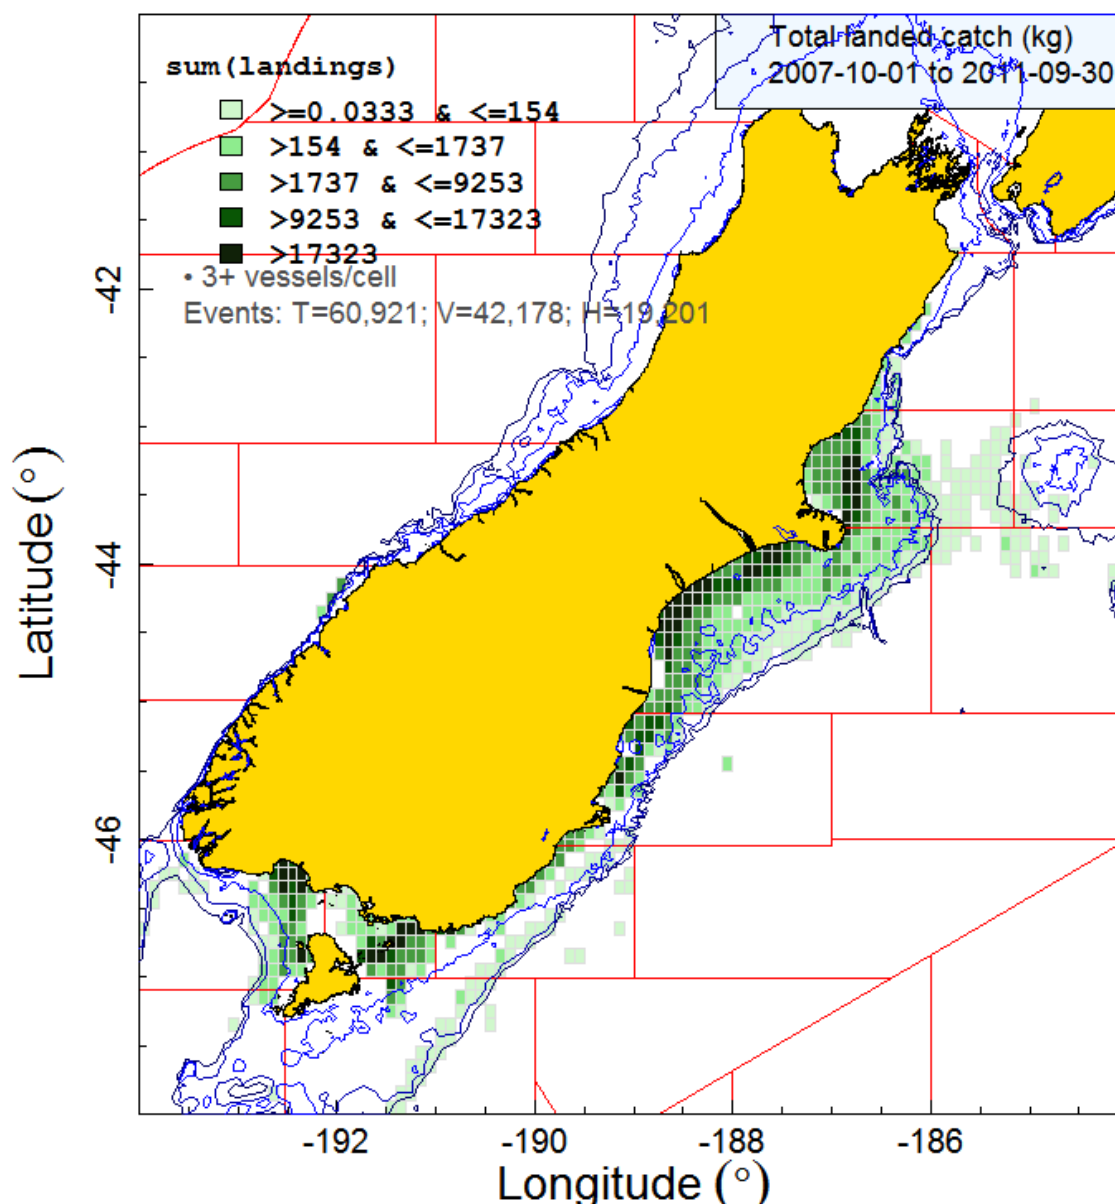 Total landed catch (kg)
2007-10-01 to 2011-09-30
sum(landings)
>=0.0333 & <=154
>154 & <=1737
>1737 & <=9253
>9253 & <=17323
>17323
• 3+ vessels/cell
Events: T=60,921; V=42,178; H=19,201
-42
-44
-46
Latitude (°)
-192
-190
-188
-186
Longitude (°)